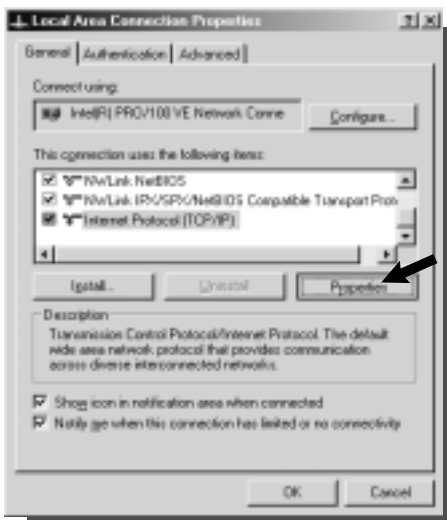 Local Area Connection Properties
General Authentication Advanced
Connect using:
Intel(R) PRO/100 VE Network Conne
Configure...
This connection uses the following items:
NWLink NetBIOS
NWLink IPX/SPX/NetBIOS Compatible Transport Prot
Internet Protocol (TCP/IP)
Install... Uninstall Properties
Description
Transmission Control Protocol/Internet Protocol. The default
wide area network protocol that provides communication
across diverse interconnected networks.
Show icon in notification area when connected
Notify me when this connection has limited or no connectivity
OK Cancel